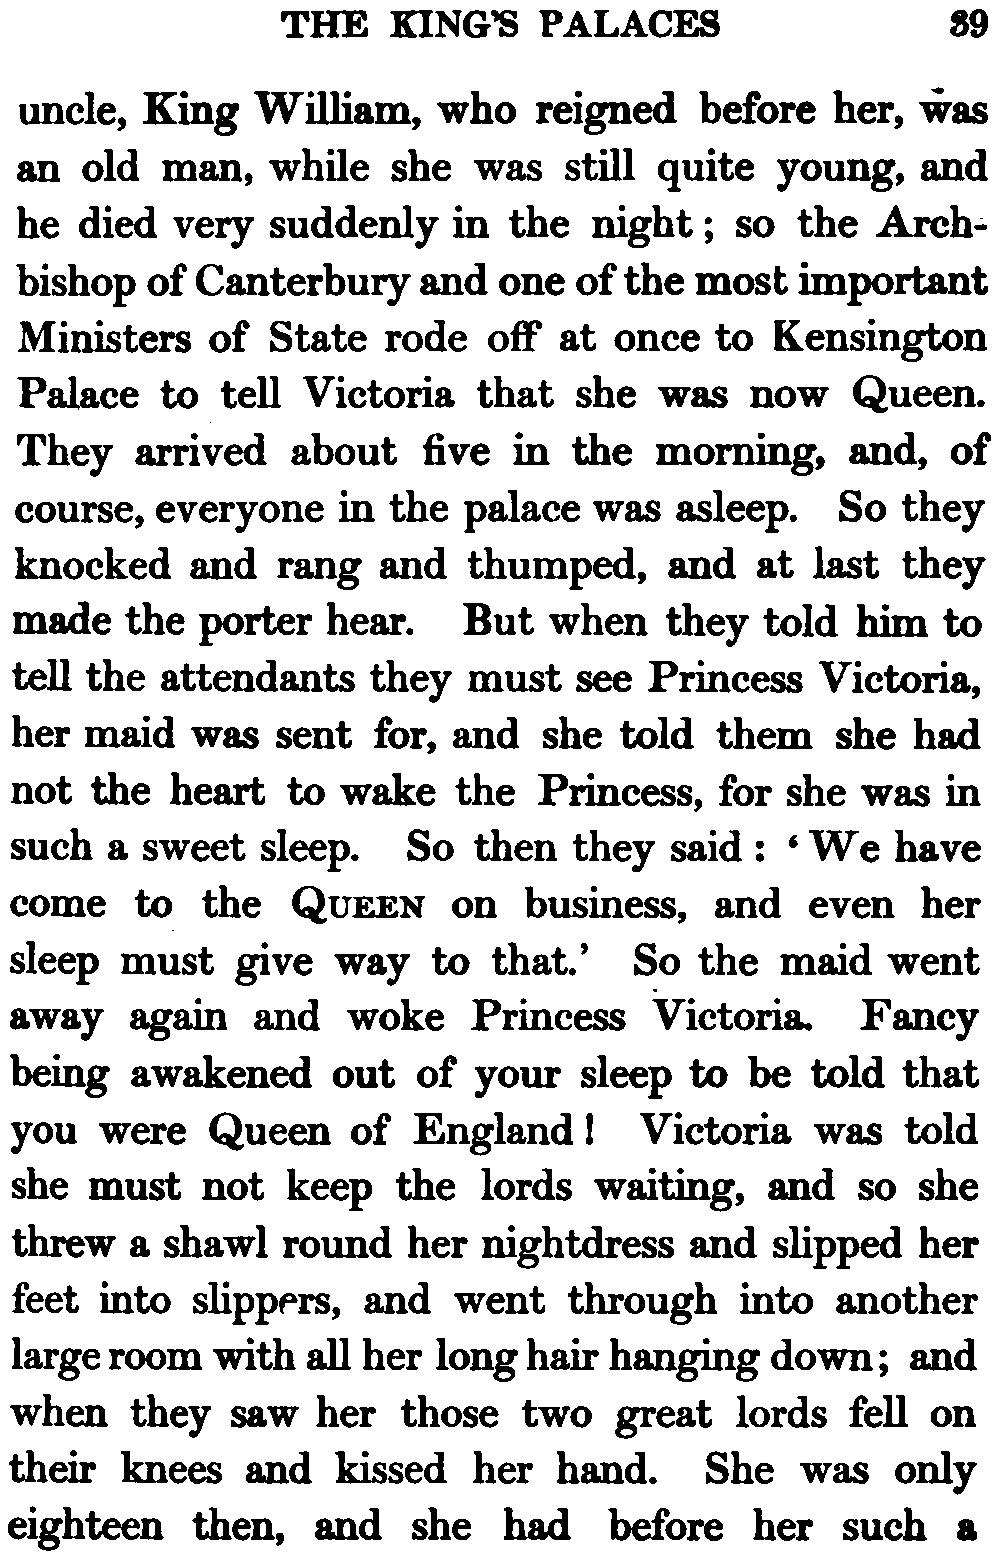 THE KING'S PALACES 39
uncle, King William, who reigned before her, was
an old man, while she was still quite young, and
he died very suddenly in the night; so the Arch-
bishop of Canterbury and one of the most important
Ministers of State rode off at once to Kensington
Palace to tell Victoria that she was now Queen.
They arrived about five in the morning, and, of
course, everyone in the palace was asleep. So they
knocked and rang and thumped, and at last they
made the porter hear. But when they told him to
tell the attendants they must see Princess Victoria,
her maid was sent for, and she told them she had
not the heart to wake the Princess, for she was in
such a sweet sleep. So then they said: ‘We have
come to the QUEEN on business, and even her
sleep must give way to that.’ So the maid went
away again and woke Princess Victoria. Fancy
being awakened out of your sleep to be told that
you were Queen of England! Victoria was told
she must not keep the lords waiting, and so she
threw a shawl round her nightdress and slipped her
feet into slippers, and went through into another
large room with all her long hair hanging down; and
when they saw her those two great lords fell on
their knees and kissed her hand. She was only
eighteen then, and she had before her such a